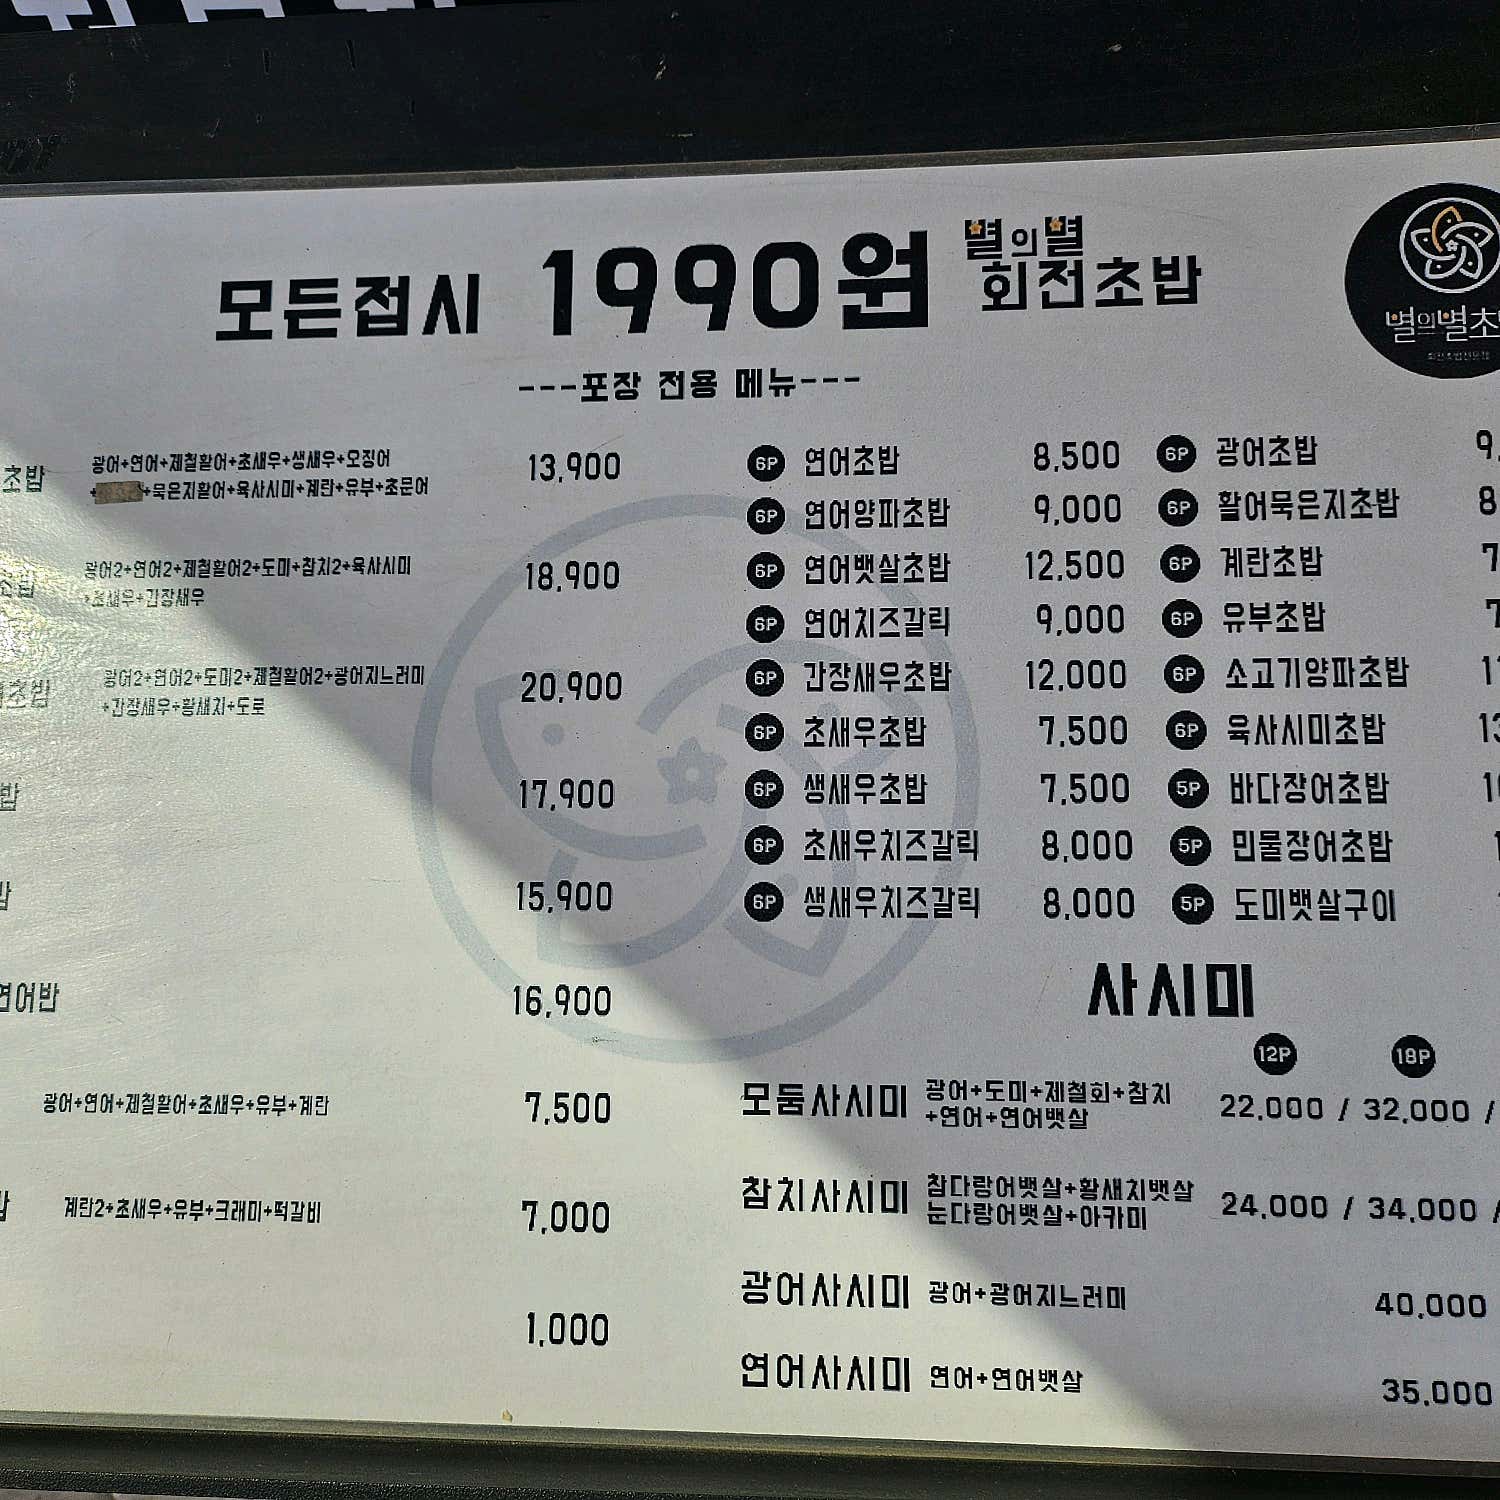 모든접시 1990원 별의별
회전초밥
별의별초
---포장 전용 메뉴---
초밥 광어+연어+제철활어+초새우+생새우+오징어 13,900
+묵은지활어+육사시미+계란+유부+초문어
초밥 광어2+연어2+제철활어2+도미+참치2+육사시미 18,900
+초새우+간장새우
초밥 광어2+연어2+도미2+제철활어2+광어지느러미 20,900
+간장새우+황새치+도로
밥 17,900
밥 15,900
연어밥 16,900
광어+연어+제철활어+초새우+유부+계란 7,500
밥 계란2+초새우+유부+크래미+떡갈비 7,000
1,000
6P 연어초밥 8,500
6P 연어양파초밥 9,000
6P 연어뱃살초밥 12,500
6P 연어치즈갈릭 9,000
6P 간장새우초밥 12,000
6P 초새우초밥 7,500
6P 생새우초밥 7,500
6P 초새우치즈갈릭 8,000
6P 생새우치즈갈릭 8,000
6P 광어초밥 9,
6P 활어묵은지초밥 8
6P 계란초밥 7
6P 유부초밥 7
6P 소고기양파초밥 1
6P 육사시미초밥 13
5P 바다장어초밥 1
5P 민물장어초밥 1
5P 도미뱃살구이
사시미
12P 18P
모둠사시미 광어+도미+제철회+참치 22,000 / 32,000 /
+연어+연어뱃살
참치사시미 참다랑어뱃살+황새치뱃살 24,000 / 34,000 /
눈다랑어뱃살+아카미
광어사시미 광어+광어지느러미 40,000
연어사시미 연어+연어뱃살 35,000